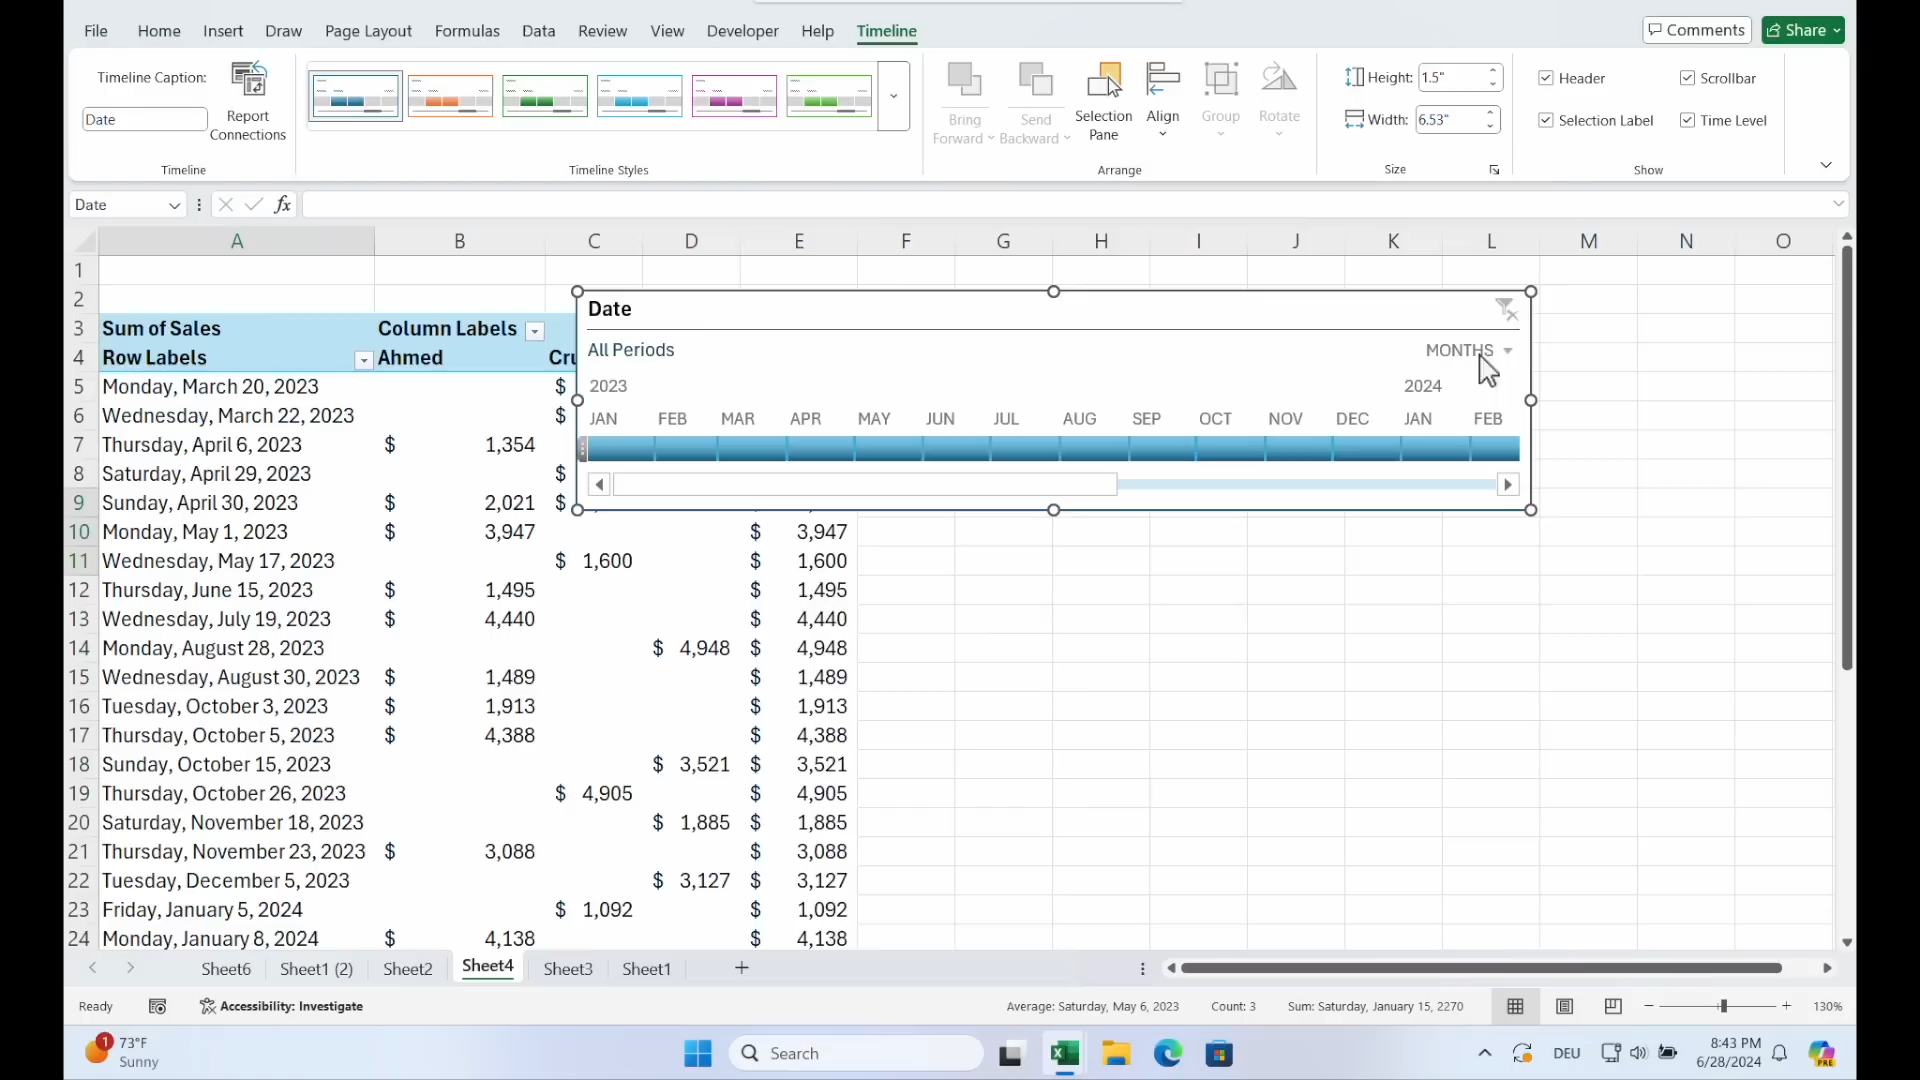 File Home Insert Draw Page Layout Formulas Data Review View Developer Help Timeline Comments Share
Timeline Caption:
Date
Report
Connections
Timeline
Timeline Styles
Bring
Forward
Send
Backward
Selection
Pane
Align
Group
Rotate
Arrange
Height: 1.5"
Width: 6.53"
Size
Header
Scrollbar
Selection Label
Time Level
Show
Date fx
A B C D E F G H I J K L M N O
1
2
3 Sum of Sales Column Labels
4 Row Labels Ahmed Cru
5 Monday, March 20, 2023 $
6 Wednesday, March 22, 2023 $
7 Thursday, April 6, 2023 $ 1,354
8 Saturday, April 29, 2023 $
9 Sunday, April 30, 2023 $ 2,021 $
10 Monday, May 1, 2023 $ 3,947 $ 3,947
11 Wednesday, May 17, 2023 $ 1,600 $ 1,600
12 Thursday, June 15, 2023 $ 1,495 $ 1,495
13 Wednesday, July 19, 2023 $ 4,440 $ 4,440
14 Monday, August 28, 2023 $ 4,948 $ 4,948
15 Wednesday, August 30, 2023 $ 1,489 $ 1,489
16 Tuesday, October 3, 2023 $ 1,913 $ 1,913
17 Thursday, October 5, 2023 $ 4,388 $ 4,388
18 Sunday, October 15, 2023 $ 3,521 $ 3,521
19 Thursday, October 26, 2023 $ 4,905 $ 4,905
20 Saturday, November 18, 2023 $ 1,885 $ 1,885
21 Thursday, November 23, 2023 $ 3,088 $ 3,088
22 Tuesday, December 5, 2023 $ 3,127 $ 3,127
23 Friday, January 5, 2024 $ 1,092 $ 1,092
24 Monday, January 8, 2024 $ 4,138 $ 4,138
Date
All Periods MONTHS
2023 2024
JAN FEB MAR APR MAY JUN JUL AUG SEP OCT NOV DEC JAN FEB
Sheet6 Sheet1 (2) Sheet2 Sheet4 Sheet3 Sheet1 +
Ready Accessibility: Investigate Average: Saturday, May 6, 2023 Count: 3 Sum: Saturday, January 15, 2270 130%
1
73°F
Sunny
Search
DEU
8:43 PM
6/28/2024
PRE